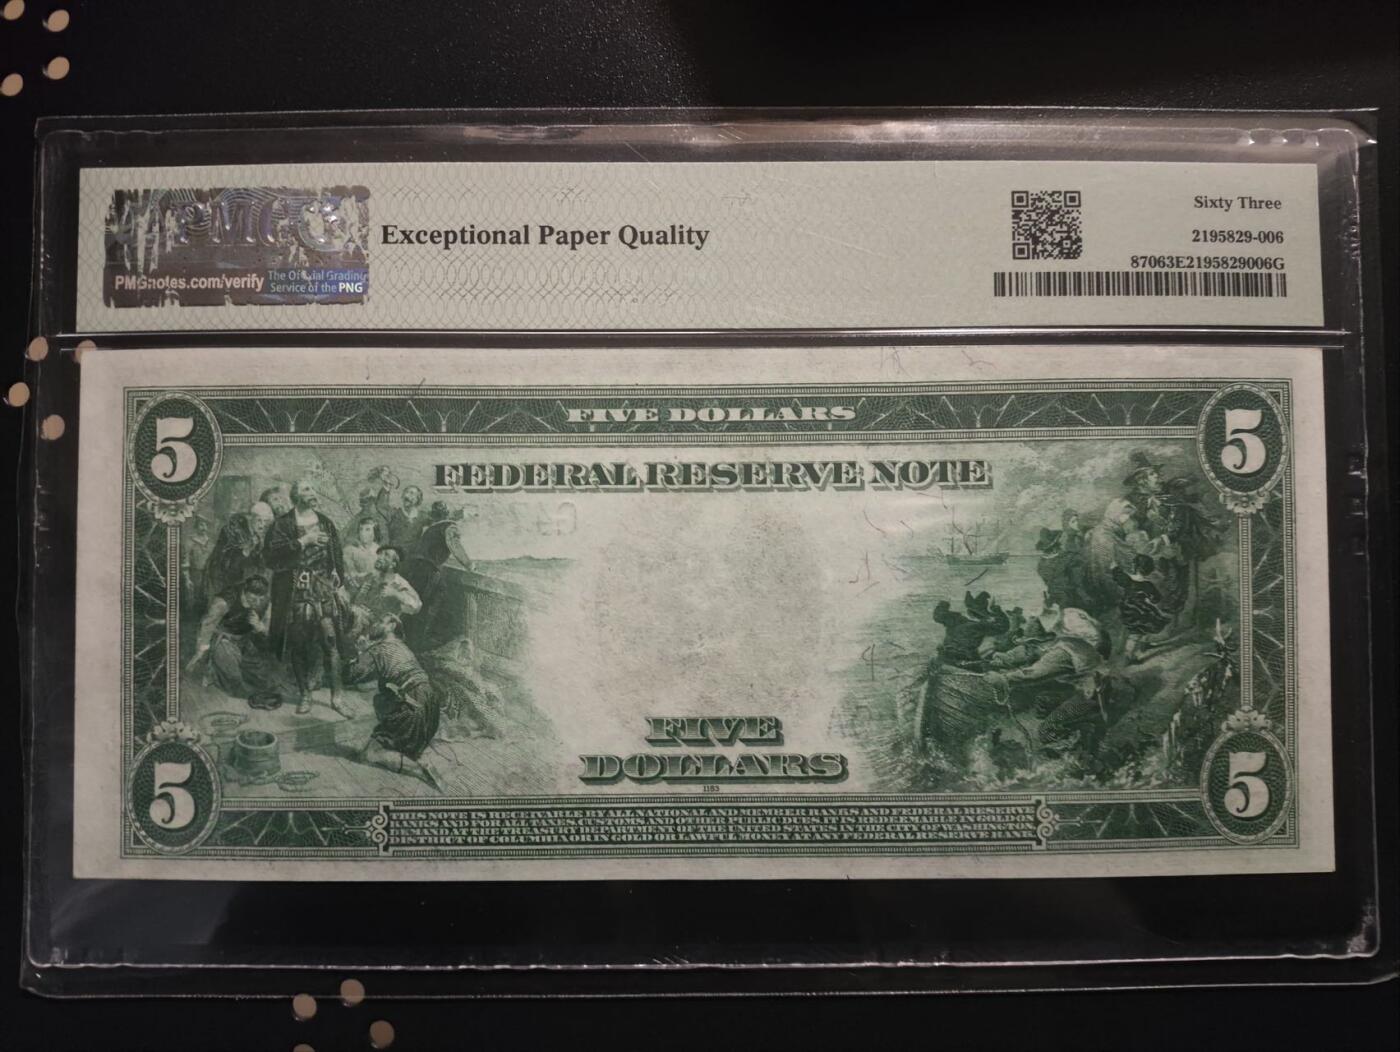 PMG
PMGnotes.com/verify
The Official Grading
Service of the PNG
Exceptional Paper Quality
Sixty Three
2195829-006
87063E2195829006G
5
FIVE DOLLARS
5
FEDERAL RESERVE NOTE
FIVE
DOLLARS
1183
5
5
THIS NOTE IS RECEIVABLE BY ALL NATIONAL AND MEMBER BANKS AND FEDERAL RESERVE
BANKS AND FOR ALL TAXES, CUSTOMS AND OTHER PUBLIC DUES. IT IS REDEEMABLE IN GOLD ON
DEMAND AT THE TREASURY DEPARTMENT OF THE UNITED STATES IN THE CITY OF WASHINGTON,
DISTRICT OF COLUMBIA OR IN GOLD OR LAWFUL MONEY AT ANY FEDERAL RESERVE BANK.